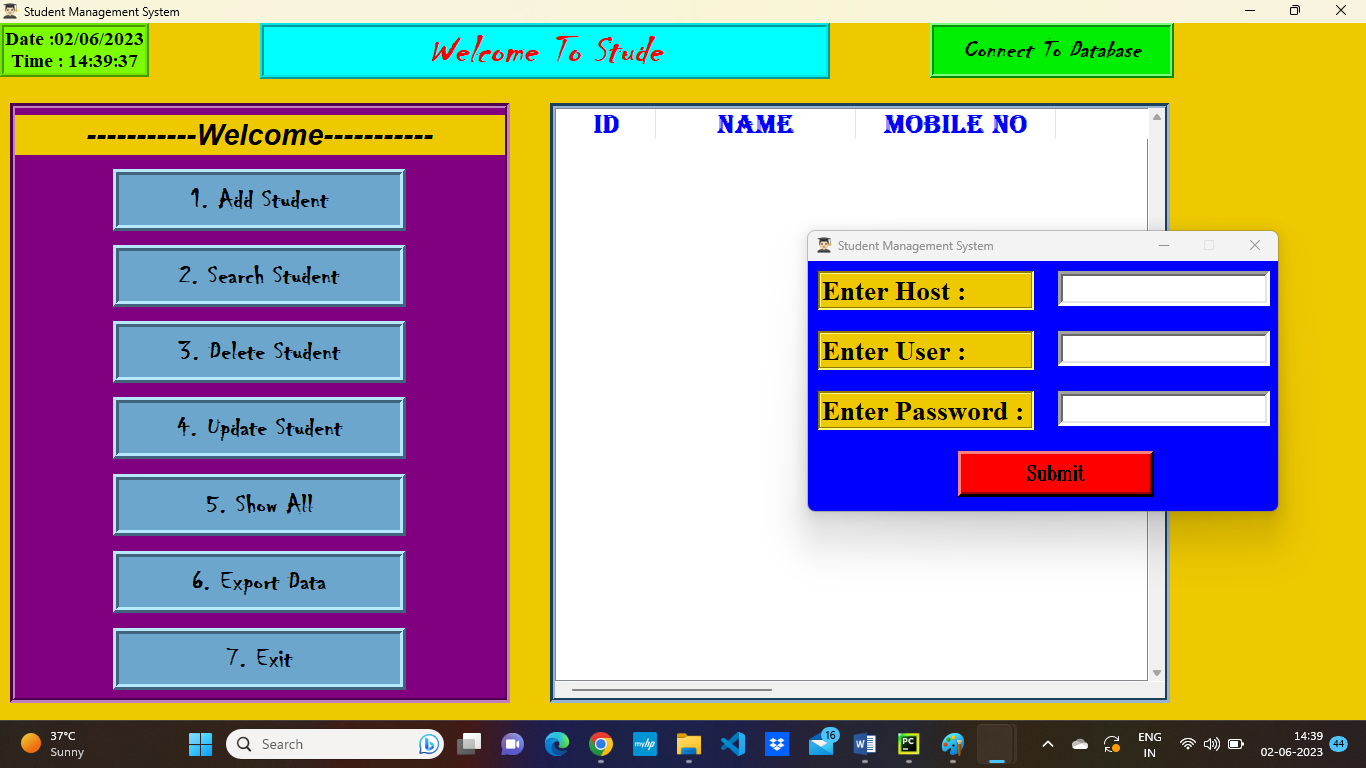 Student Management System
Date :02/06/2023
Time : 14:39:37
Welcome To Stude
Connect To Database
-----------Welcome-----------
1. Add Student
2. Search Student
3. Delete Student
4. Update Student
5. Show All
6. Export Data
7. Exit
ID NAME MOBILE NO
Student Management System
Enter Host :
Enter User :
Enter Password :
Submit
37°C
Sunny
Search
myhp
16
W
PC
ENG
IN
14:39
02-06-2023
44